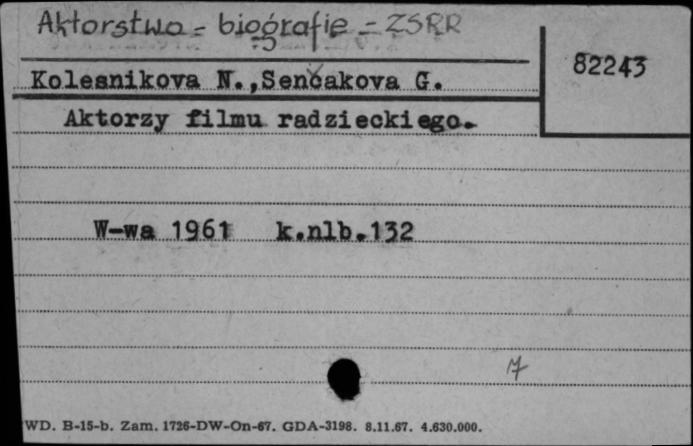 Aktorstwo - biografie - ZSRR
82243
Kolesnikova N., Senčakova G.
Aktorzy filmu radzieckiego.
W-wa 1961 k.nlb.132
7
WD. B-15-b. Zam. 1726-DW-On-67. GDA-3198. 8.11.67. 4.630.000.